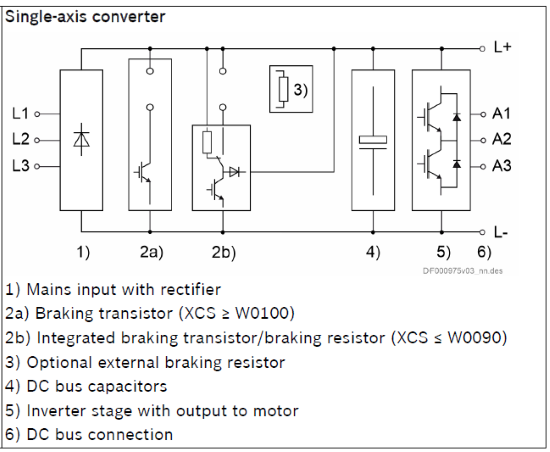 Single-axis converter
L+
3)
L1
L2
L3
A1
A2
A3
L-
1) 2a) 2b) 4) 5) 6)
DF000975v03_nn.des
1) Mains input with rectifier
2a) Braking transistor (XCS ≥ W0100)
2b) Integrated braking transistor/braking resistor (XCS ≤ W0090)
3) Optional external braking resistor
4) DC bus capacitors
5) Inverter stage with output to motor
6) DC bus connection